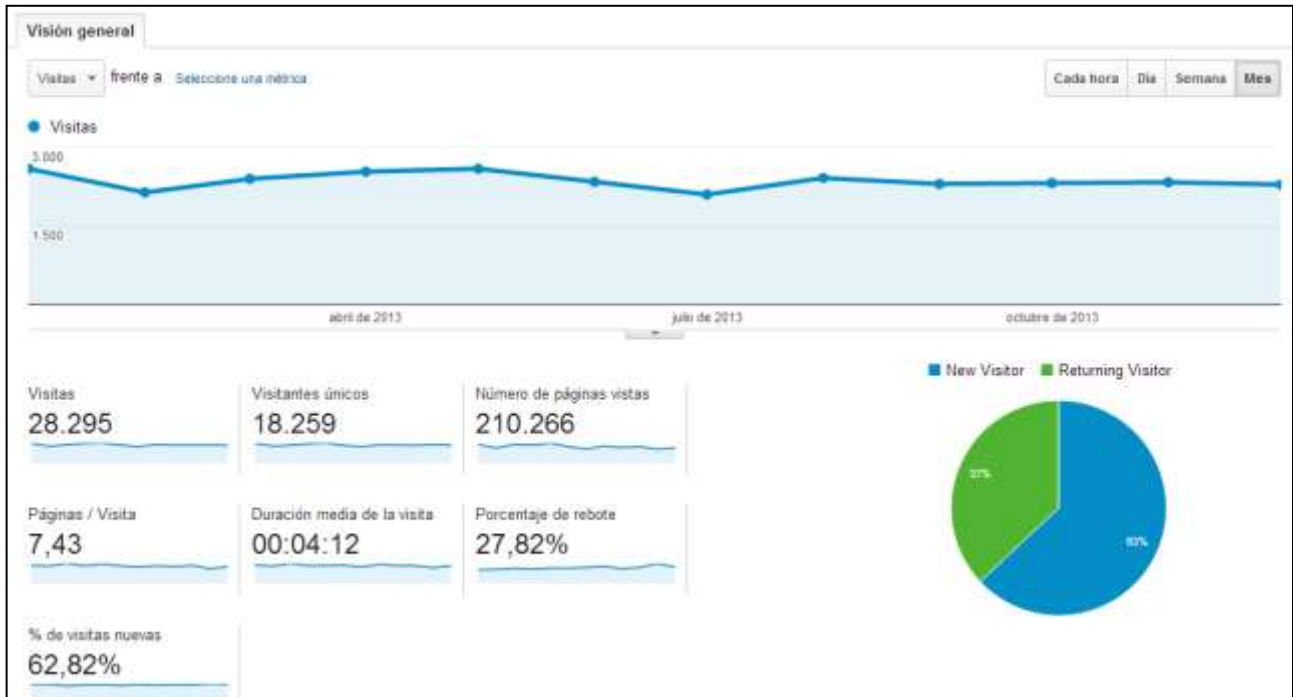 Visión general
Visitas frente a Seleccione una métrica
Cada hora Día Semana Mes
Visitas
3.000
1.500
abril de 2013 julio de 2013 octubre de 2013
New Visitor Returning Visitor
Visitas Visitantes únicos Número de páginas vistas
28.295 18.259 210.266
37%
63%
Páginas / Visita Duración media de la visita Porcentaje de rebote
7,43 00:04:12 27,82%
% de visitas nuevas
62,82%